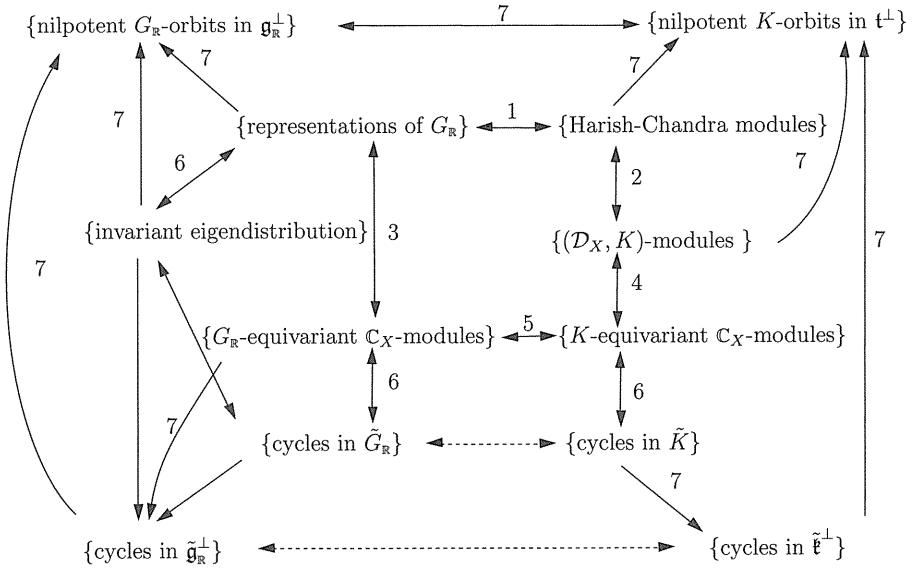 {nilpotent G_ℝ-orbits in 𝔤_ℝ^⊥} 7 {nilpotent K-orbits in 𝔨^⊥}
7 7
7 {representations of G_ℝ} 1 {Harish-Chandra modules}
6 2 7
{invariant eigendistribution} 3 {(𝒟_X, K)-modules }
7 4 7
{G_ℝ-equivariant ℂ_X-modules} 5 {K-equivariant ℂ_X-modules}
6 6
7 {cycles in G̃_ℝ} {cycles in K̃}
7
{cycles in 𝔤̃_ℝ^⊥} {cycles in 𝔨̃^⊥}